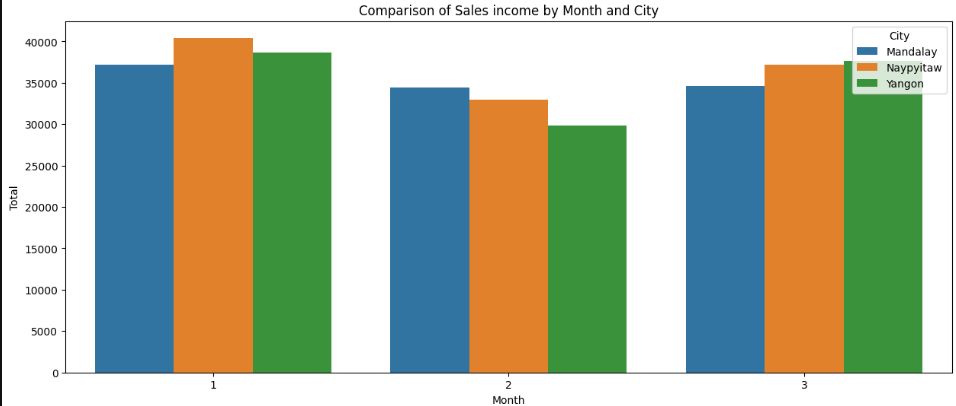 Comparison of Sales income by Month and City
City
Mandalay
Naypyitaw
Yangon
40000
35000
30000
25000
20000
15000
10000
5000
0
Total
1
2
3
Month